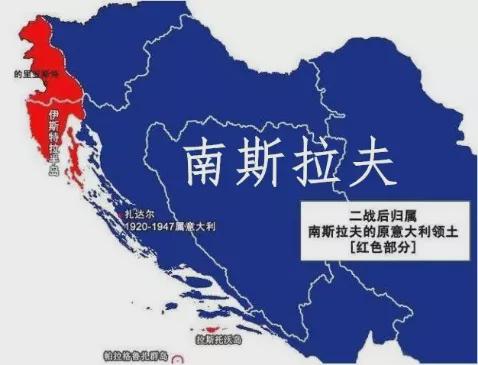 的里亚斯特
伊斯特拉半岛
南斯拉夫
扎达尔
1920-1947属意大利
二战后归属
南斯拉夫的原意大利领土
[红色部分]
拉斯托沃岛
帕拉格鲁扎群岛